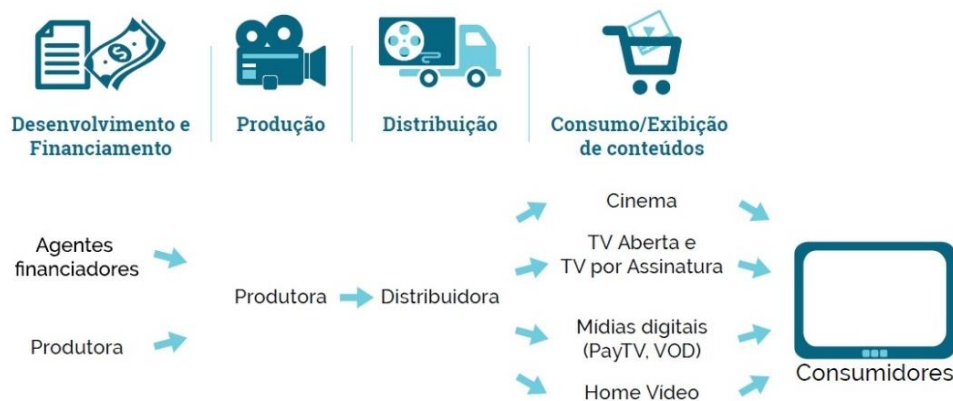 Desenvolvimento e
Financiamento
Produção
Distribuição
Consumo/Exibição
de conteúdos
Agentes
financiadores
Produtora
Produtora
Distribuidora
Cinema
TV Aberta e
TV por Assinatura
Mídias digitais
(PayTV, VOD)
Home Video
Consumidores